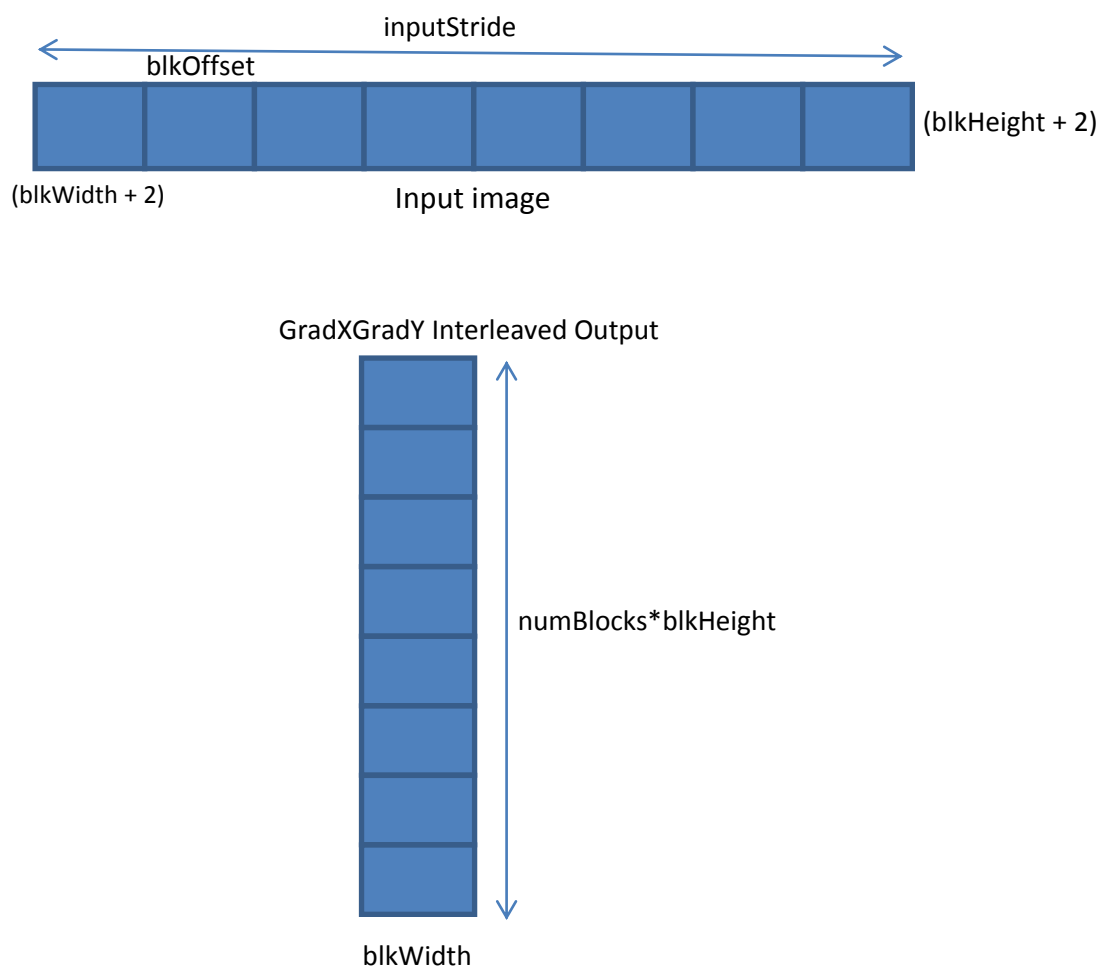 inputStride
blkOffset
(blkHeight + 2)
(blkWidth + 2)
Input image
GradXGradY Interleaved Output
numBlocks*blkHeight
blkWidth